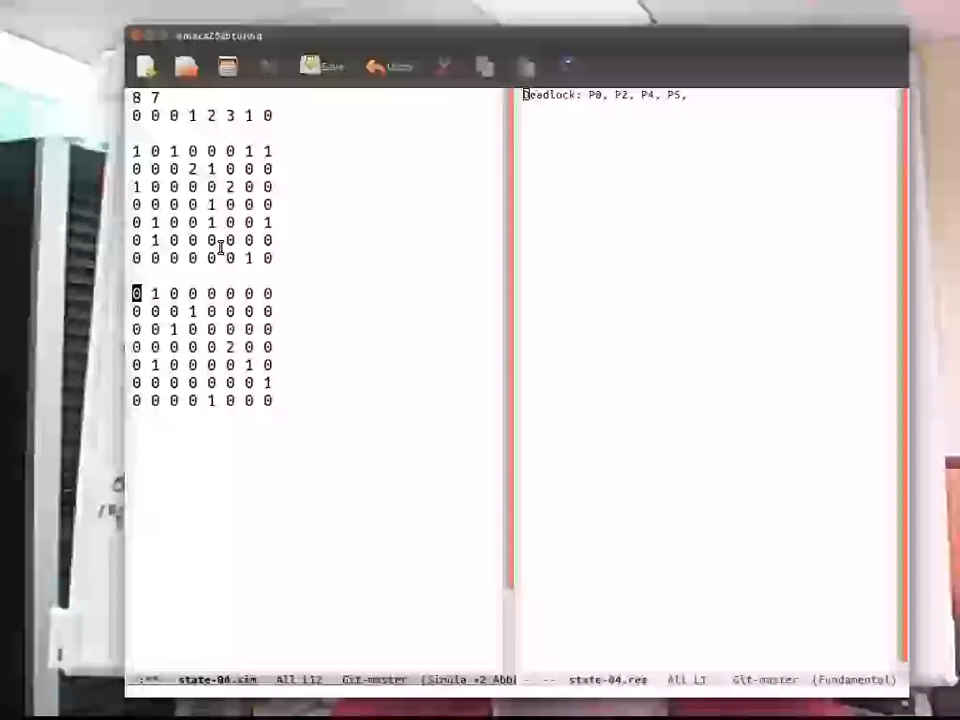 emacs25@turing
Save Undo
8 7
0 0 0 1 2 3 1 0
1 0 1 0 0 0 1 1
0 0 0 2 1 0 0 0
1 0 0 0 0 2 0 0
0 0 0 0 1 0 0 0
0 1 0 0 1 0 0 1
0 1 0 0 0 0 0 0
0 0 0 0 0 0 1 0
0 1 0 0 0 0 0 0
0 0 0 1 0 0 0 0
0 0 1 0 0 0 0 0
0 0 0 0 0 2 0 0
0 1 0 0 0 0 1 0
0 0 0 0 0 0 0 1
0 0 0 0 1 0 0 0
Deadlock: P0, P2, P4, P5,
-:** state-04.sim All L12 Git-master (Simula +2 Abb
- -- state-04.res All L1 Git-master (Fundamental)